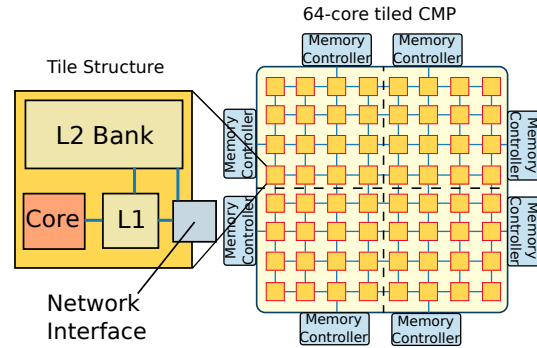 64-core tiled CMP
Memory
Controller
Memory
Controller
Tile Structure
L2 Bank
Core
L1
Network
Interface
Memory
Controller
Memory
Controller
Memory
Controller
Memory
Controller
Memory
Controller
Memory
Controller